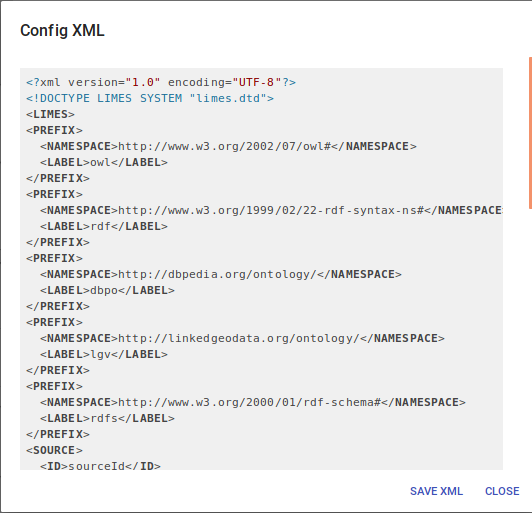 Config XML
<?xml version="1.0" encoding="UTF-8"?>
<!DOCTYPE LIMES SYSTEM "limes.dtd">
<LIMES>
<PREFIX>
  <NAMESPACE>http://www.w3.org/2002/07/owl#</NAMESPACE>
  <LABEL>owl</LABEL>
</PREFIX>
<PREFIX>
  <NAMESPACE>http://www.w3.org/1999/02/22-rdf-syntax-ns#</NAMESPACE
  <LABEL>rdf</LABEL>
</PREFIX>
<PREFIX>
  <NAMESPACE>http://dbpedia.org/ontology/</NAMESPACE>
  <LABEL>dbpo</LABEL>
</PREFIX>
<PREFIX>
  <NAMESPACE>http://linkedgeodata.org/ontology/</NAMESPACE>
  <LABEL>lgv</LABEL>
</PREFIX>
<PREFIX>
  <NAMESPACE>http://www.w3.org/2000/01/rdf-schema#</NAMESPACE>
  <LABEL>rdfs</LABEL>
</PREFIX>
<SOURCE>
  <ID>sourceId</ID>
SAVE XML CLOSE